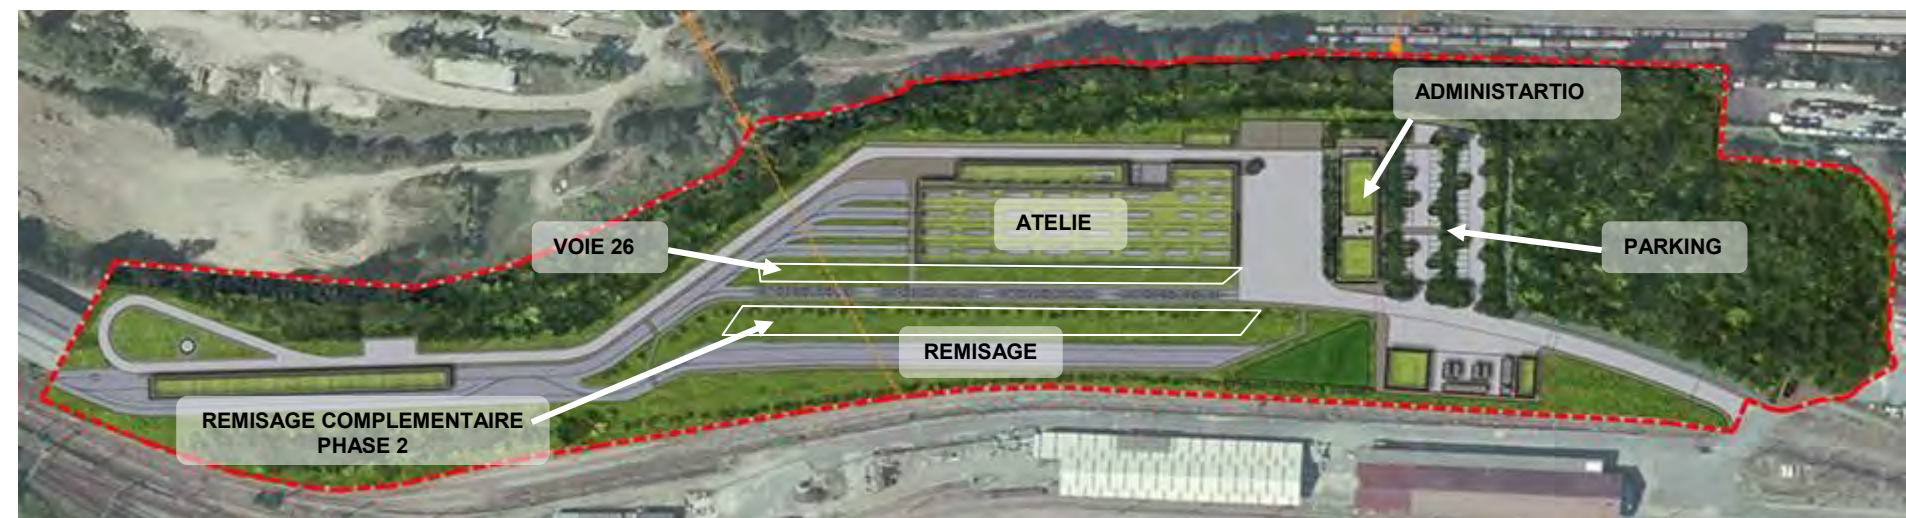 ADMINISTARTIO
ATELIE
VOIE 26
PARKING
REMISAGE
REMISAGE COMPLEMENTAIRE
PHASE 2